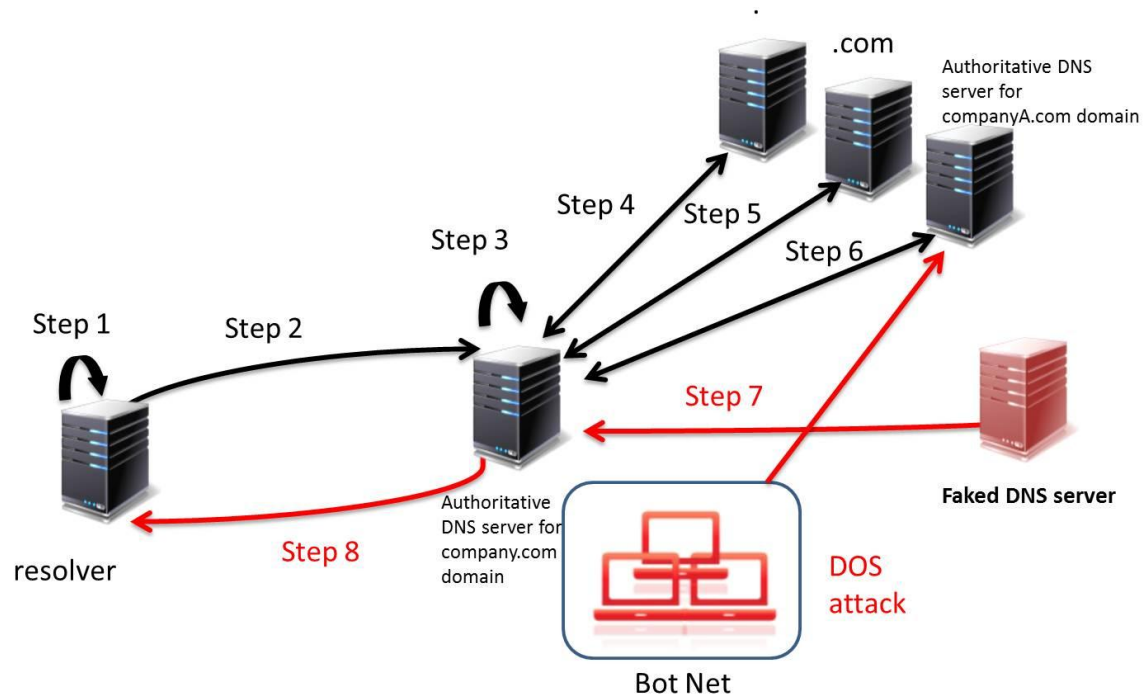 .
.com
Authoritative DNS
server for
companyA.com domain
Step 4
Step 5
Step 3
Step 6
Step 1
Step 2
Step 7
Faked DNS server
Authoritative
DNS server for
company.com
domain
Step 8
resolver
DOS
attack
Bot Net